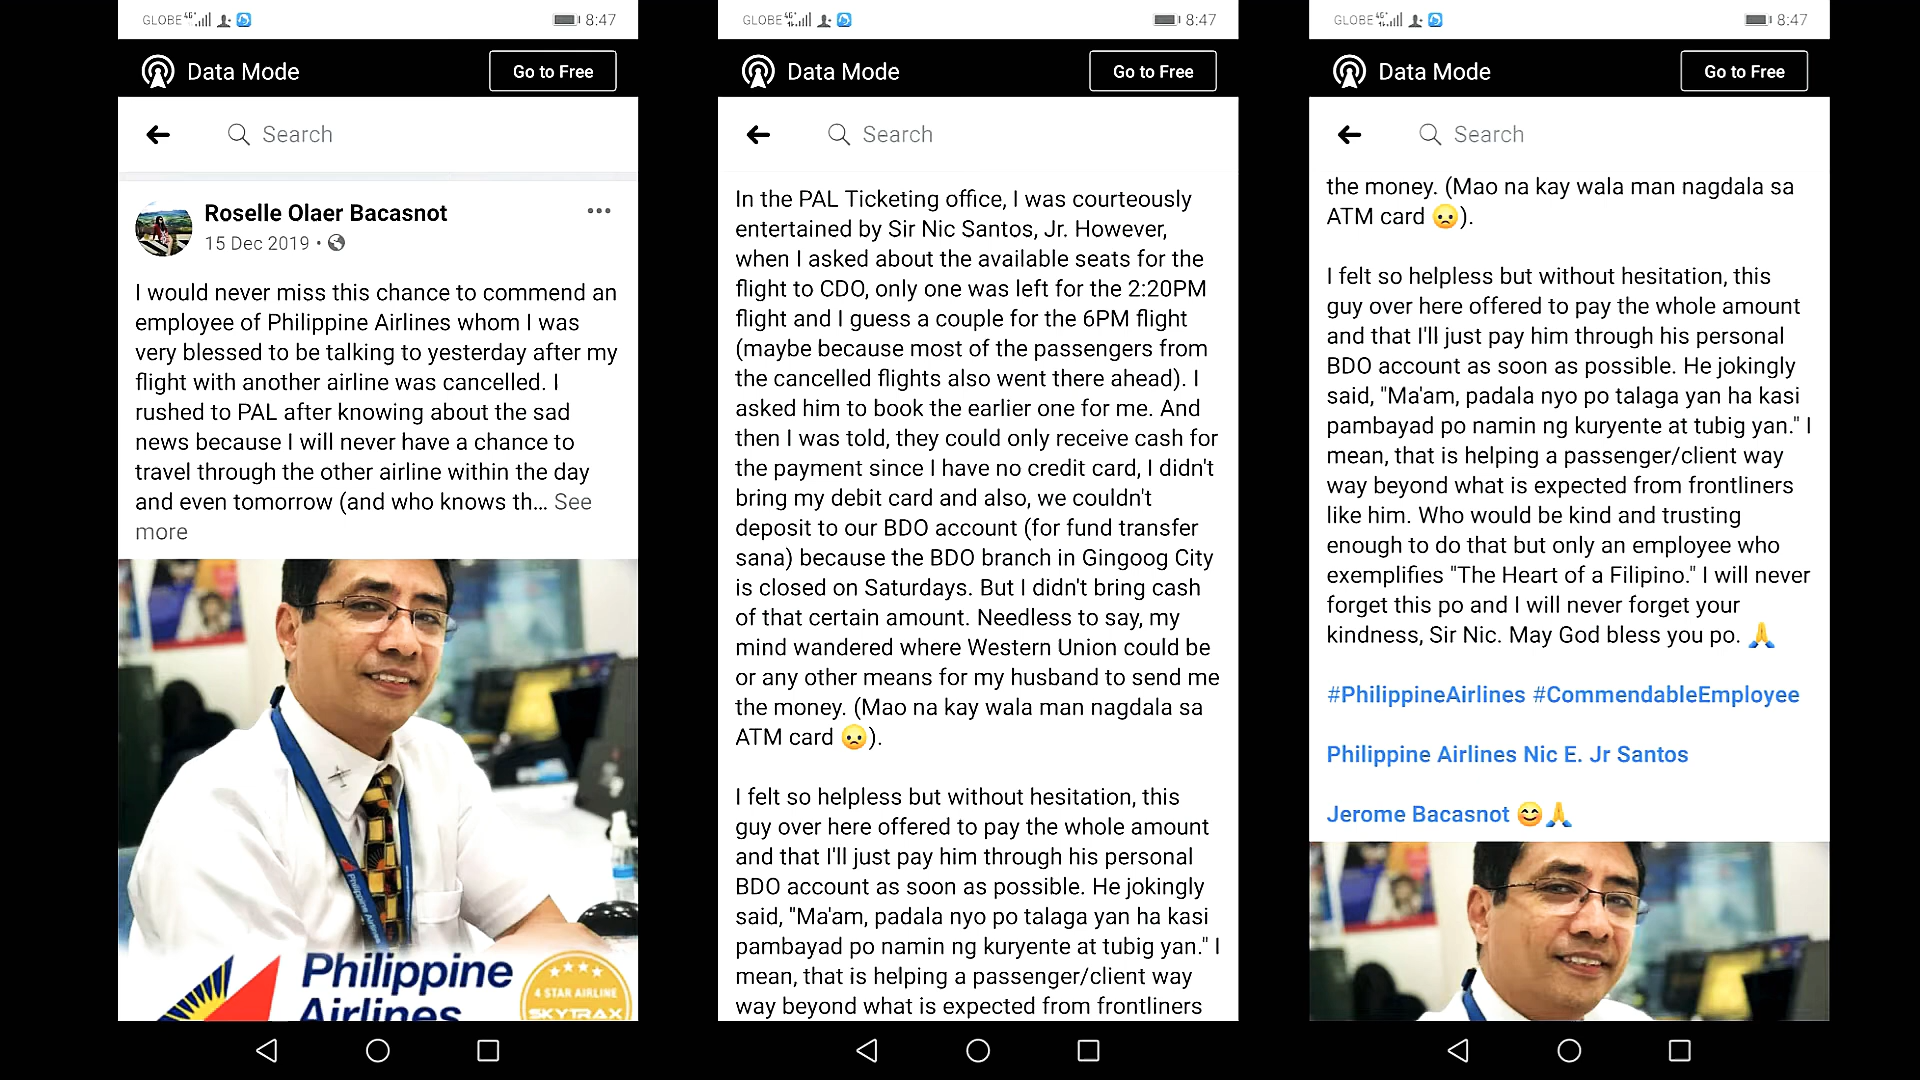 GLOBE 4G 8:47
Data Mode Go to Free
Search
Roselle Olaer Bacasnot
15 Dec 2019 •
I would never miss this chance to commend an
employee of Philippine Airlines whom I was
very blessed to be talking to yesterday after my
flight with another airline was cancelled. I
rushed to PAL after knowing about the sad
news because I will never have a chance to
travel through the other airline within the day
and even tomorrow (and who knows th... See
more
Philippine Airlines
Philippine
Airlines
4 STAR AIRLINE
SKYTRAX
GLOBE 4G 8:47
Data Mode Go to Free
Search
In the PAL Ticketing office, I was courteously
entertained by Sir Nic Santos, Jr. However,
when I asked about the available seats for the
flight to CDO, only one was left for the 2:20PM
flight and I guess a couple for the 6PM flight
(maybe because most of the passengers from
the cancelled flights also went there ahead). I
asked him to book the earlier one for me. And
then I was told, they could only receive cash for
the payment since I have no credit card, I didn't
bring my debit card and also, we couldn't
deposit to our BDO account (for fund transfer
sana) because the BDO branch in Gingoog City
is closed on Saturdays. But I didn't bring cash
of that certain amount. Needless to say, my
mind wandered where Western Union could be
or any other means for my husband to send me
the money. (Mao na kay wala man nagdala sa
ATM card 😞).
I felt so helpless but without hesitation, this
guy over here offered to pay the whole amount
and that I'll just pay him through his personal
BDO account as soon as possible. He jokingly
said, "Ma'am, padala nyo po talaga yan ha kasi
pambayad po namin ng kuryente at tubig yan." I
mean, that is helping a passenger/client way
way beyond what is expected from frontliners
GLOBE 4G 8:47
Data Mode Go to Free
Search
the money. (Mao na kay wala man nagdala sa
ATM card 😞).
I felt so helpless but without hesitation, this
guy over here offered to pay the whole amount
and that I'll just pay him through his personal
BDO account as soon as possible. He jokingly
said, "Ma'am, padala nyo po talaga yan ha kasi
pambayad po namin ng kuryente at tubig yan." I
mean, that is helping a passenger/client way
way beyond what is expected from frontliners
like him. Who would be kind and trusting
enough to do that but only an employee who
exemplifies "The Heart of a Filipino." I will never
forget this po and I will never forget your
kindness, Sir Nic. May God bless you po. 🙏
#PhilippineAirlines #CommendableEmployee
Philippine Airlines Nic E. Jr Santos
Jerome Bacasnot 😊🙏